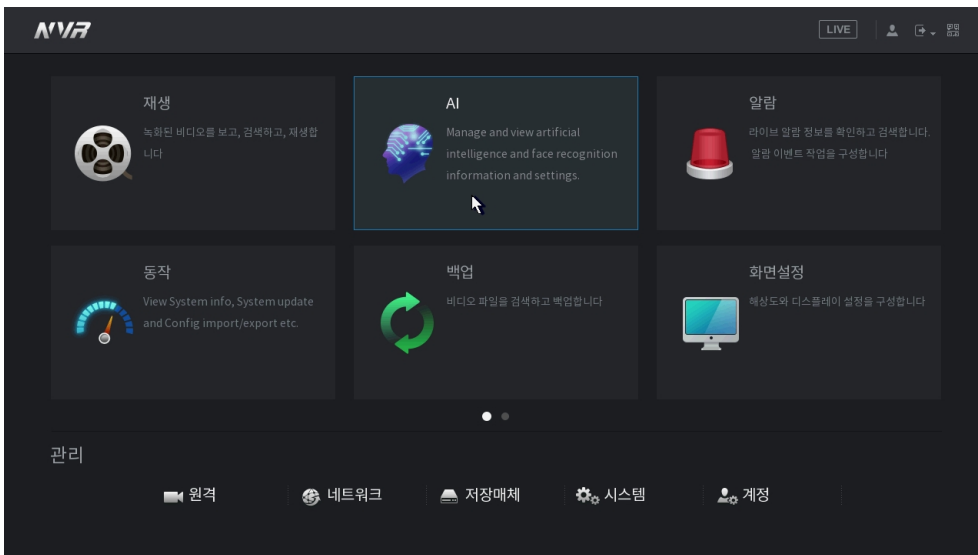 NVR
LIVE
재생
녹화된 비디오를 보고, 검색하고, 재생합
니다
AI
Manage and view artificial
intelligence and face recognition
information and settings.
알람
라이브 알람 정보를 확인하고 검색합니다.
알람 이벤트 작업을 구성합니다
동작
View System info, System update
and Config import/export etc.
백업
비디오 파일을 검색하고 백업합니다
화면설정
해상도와 디스플레이 설정을 구성합니다
관리
원격
네트워크
저장매체
시스템
계정